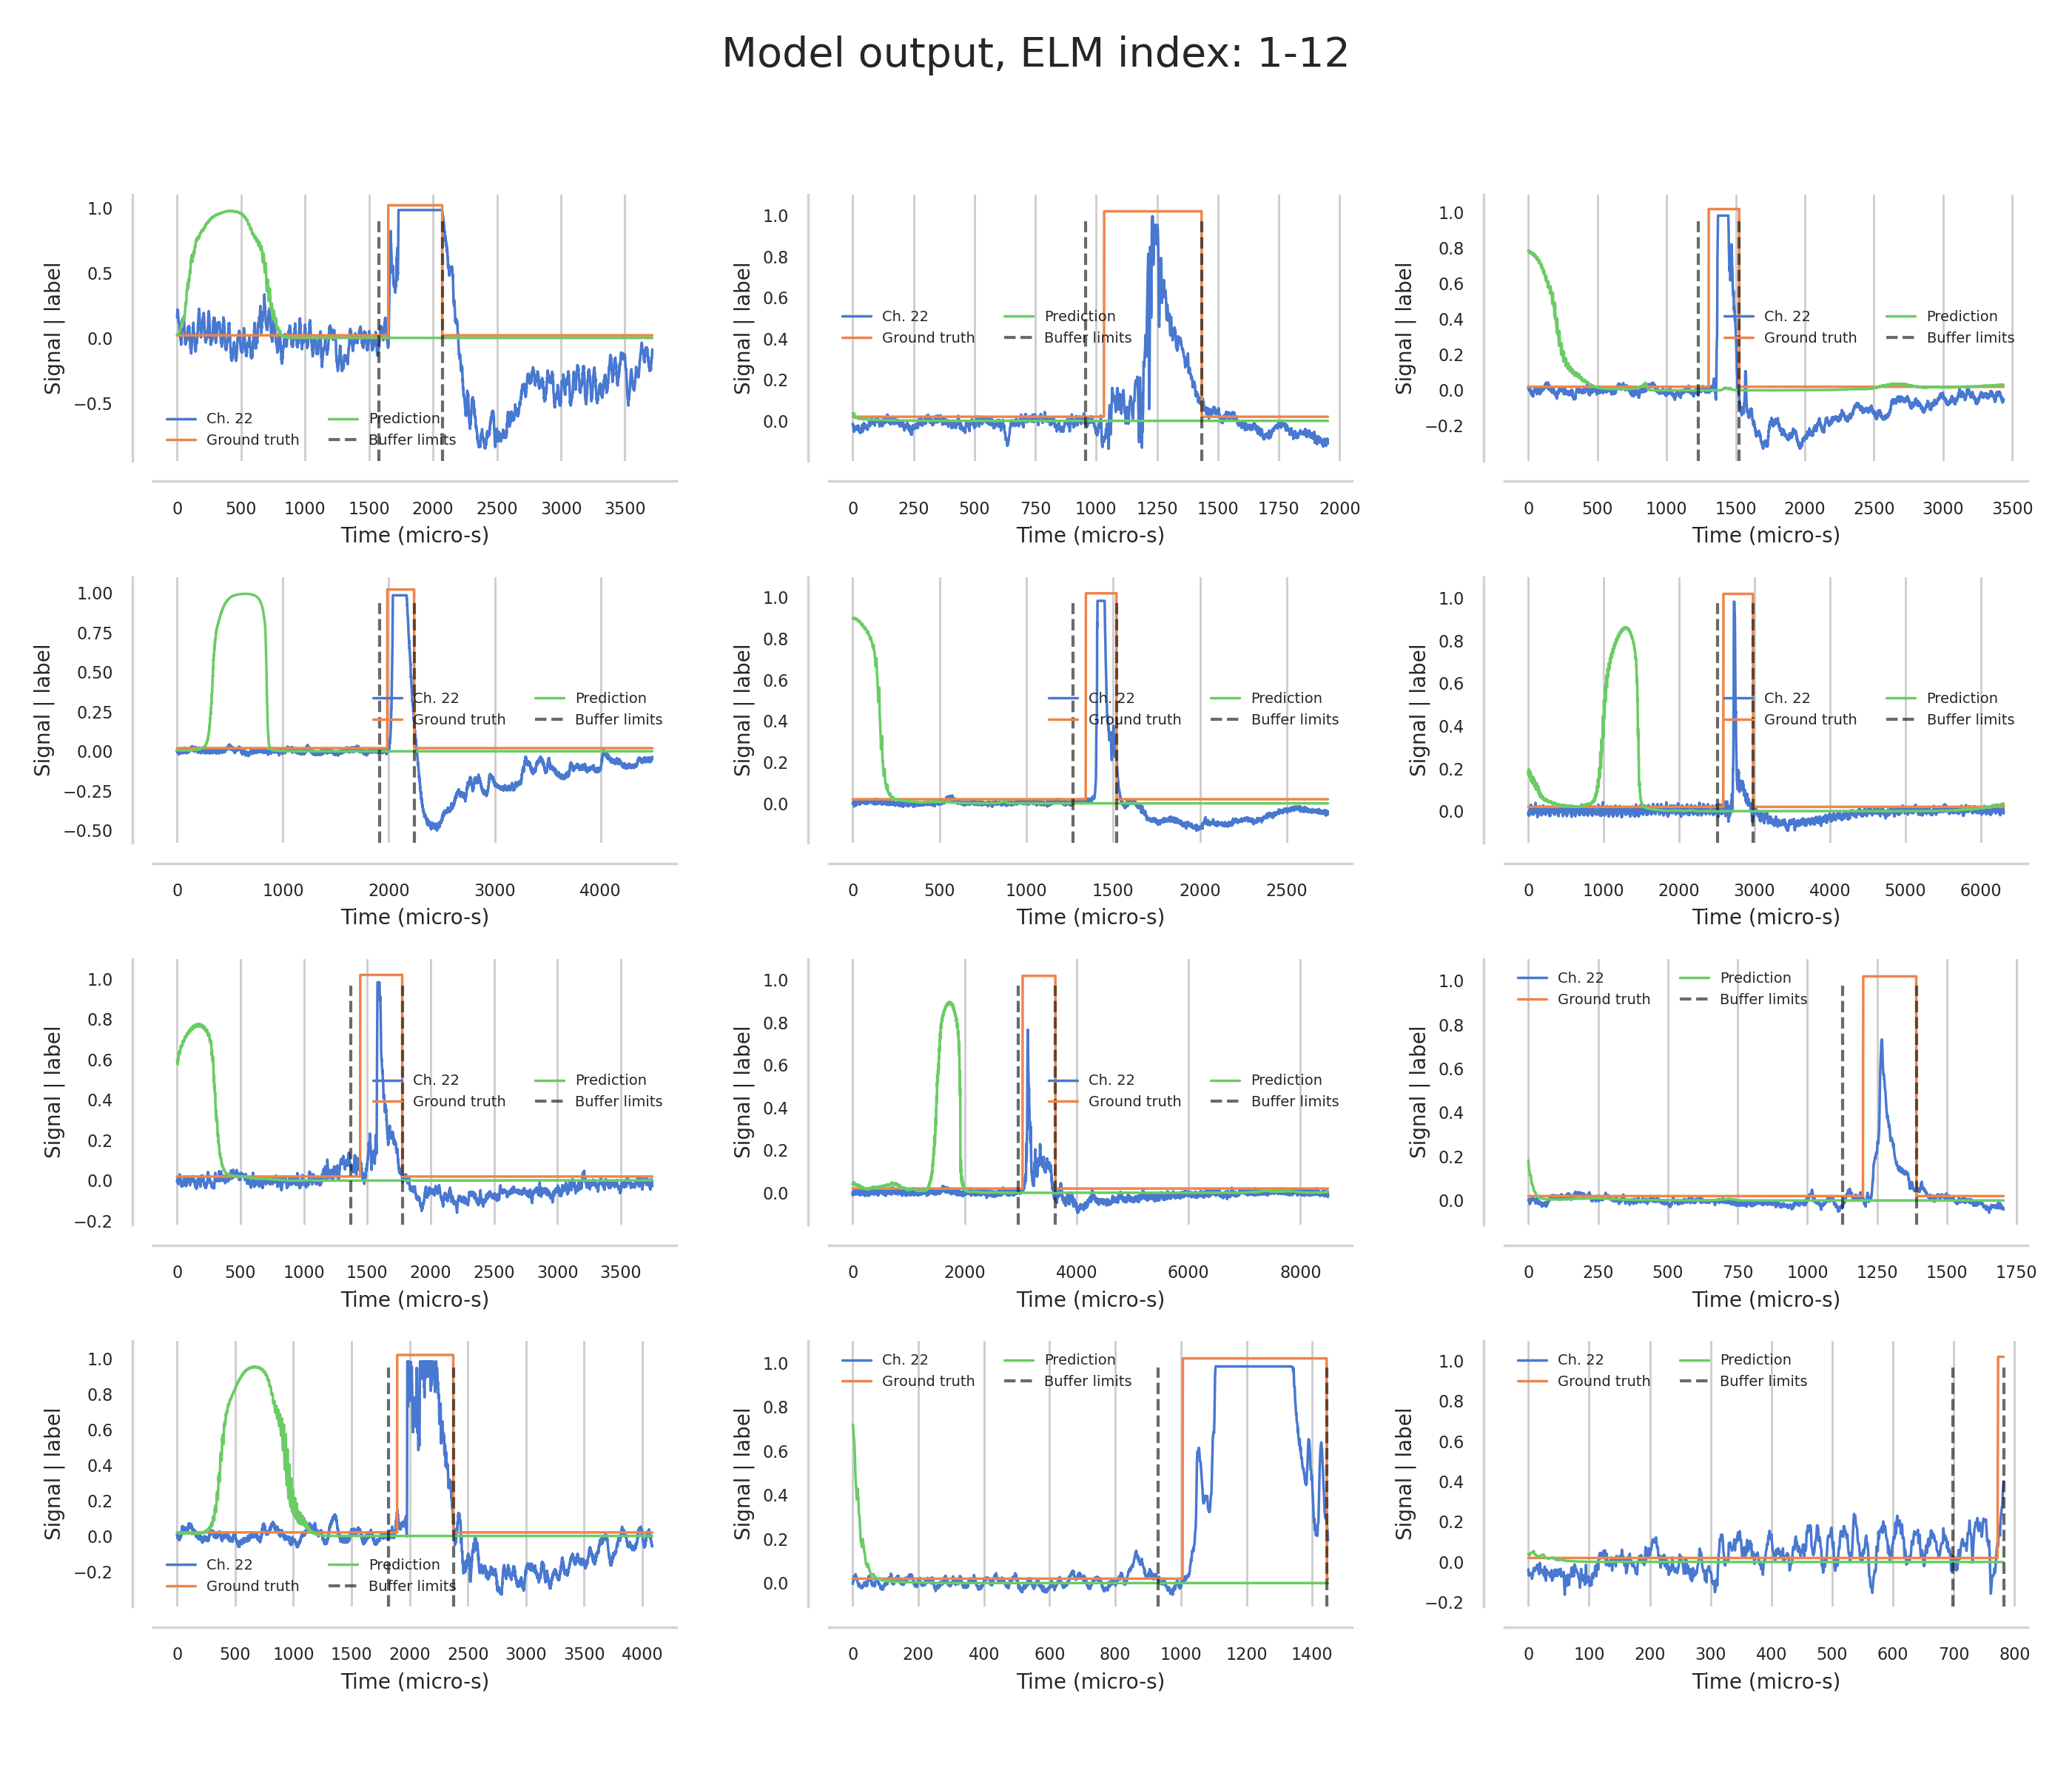 Model output, ELM index: 1-12
Signal | label
1.0
0.5
0.0
−0.5
Ch. 22
Prediction
Ground truth
Buffer limits
0 500 1000 1500 2000 2500 3000 3500
Time (micro-s)
Signal | label
1.0
0.8
0.6
0.4
0.2
0.0
Ch. 22
Prediction
Ground truth
Buffer limits
0 250 500 750 1000 1250 1500 1750 2000
Time (micro-s)
Signal | label
1.0
0.8
0.6
0.4
0.2
0.0
−0.2
Ch. 22
Prediction
Ground truth
Buffer limits
0 500 1000 1500 2000 2500 3000 3500
Time (micro-s)
Signal | label
1.00
0.75
0.50
0.25
0.00
−0.25
−0.50
Ch. 22
Prediction
Ground truth
Buffer limits
0 1000 2000 3000 4000
Time (micro-s)
Signal | label
1.0
0.8
0.6
0.4
0.2
0.0
Ch. 22
Prediction
Ground truth
Buffer limits
0 500 1000 1500 2000 2500
Time (micro-s)
Signal | label
1.0
0.8
0.6
0.4
0.2
0.0
Ch. 22
Prediction
Ground truth
Buffer limits
0 1000 2000 3000 4000 5000 6000
Time (micro-s)
Signal | label
1.0
0.8
0.6
0.4
0.2
0.0
−0.2
Ch. 22
Prediction
Ground truth
Buffer limits
0 500 1000 1500 2000 2500 3000 3500
Time (micro-s)
Signal | label
1.0
0.8
0.6
0.4
0.2
0.0
Ch. 22
Prediction
Ground truth
Buffer limits
0 2000 4000 6000 8000
Time (micro-s)
Signal | label
1.0
0.8
0.6
0.4
0.2
0.0
Ch. 22
Prediction
Ground truth
Buffer limits
0 250 500 750 1000 1250 1500 1750
Time (micro-s)
Signal | label
1.0
0.8
0.6
0.4
0.2
0.0
−0.2
Ch. 22
Prediction
Ground truth
Buffer limits
0 500 1000 1500 2000 2500 3000 3500 4000
Time (micro-s)
Signal | label
1.0
0.8
0.6
0.4
0.2
0.0
Ch. 22
Prediction
Ground truth
Buffer limits
0 200 400 600 800 1000 1200 1400
Time (micro-s)
Signal | label
1.0
0.8
0.6
0.4
0.2
0.0
−0.2
Ch. 22
Prediction
Ground truth
Buffer limits
0 100 200 300 400 500 600 700 800
Time (micro-s)